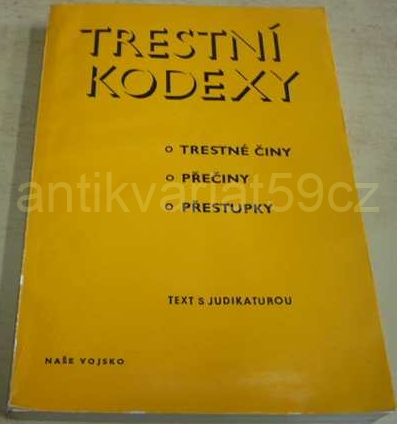 TRESTNÍ
KODEXY
o TRESTNÉ ČINY
o PŘEČINY
antikvariat59cz
o PŘESTUPKY
TEXT S JUDIKATUROU
NAŠE VOJSKO